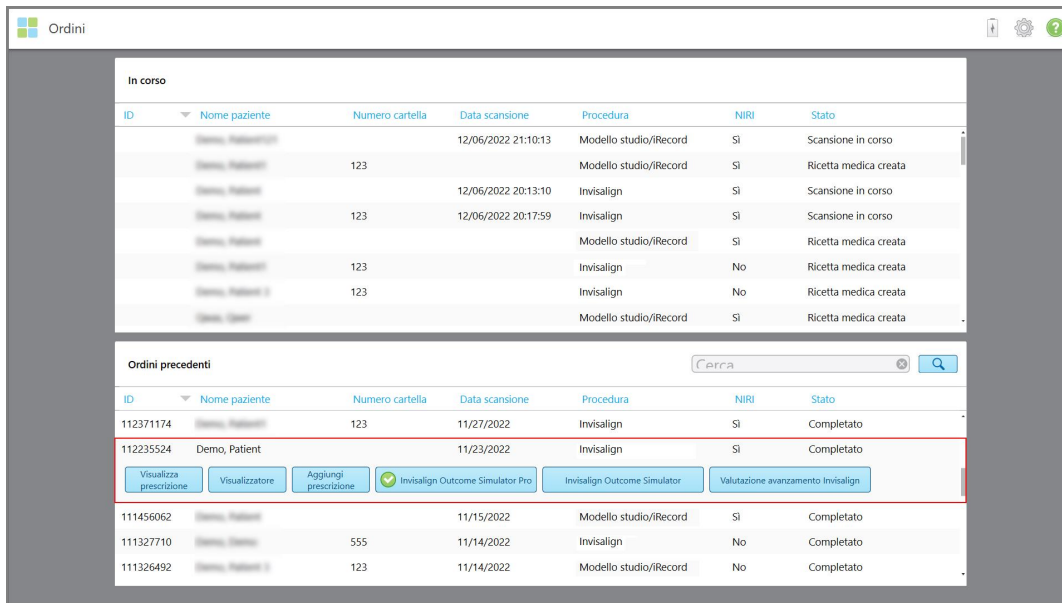 Ordini
In corso
ID Nome paziente Numero cartella Data scansione Procedura NIRI Stato
12/06/2022 21:10:13 Modello studio/iRecord Sì Scansione in corso
123 Modello studio/iRecord Sì Ricetta medica creata
12/06/2022 20:13:10 Invisalign Sì Scansione in corso
123 12/06/2022 20:17:59 Invisalign Sì Scansione in corso
Modello studio/iRecord Sì Ricetta medica creata
123 Invisalign No Ricetta medica creata
123 Invisalign No Ricetta medica creata
Modello studio/iRecord Sì Ricetta medica creata
Ordini precedenti Cerca
ID Nome paziente Numero cartella Data scansione Procedura NIRI Stato
112371174 123 11/27/2022 Invisalign Sì Completato
112235524 Demo, Patient 11/23/2022 Invisalign Sì Completato
Visualizza prescrizione Visualizzatore Aggiungi prescrizione Invisalign Outcome Simulator Pro Invisalign Outcome Simulator Valutazione avanzamento Invisalign
111456062 11/15/2022 Modello studio/iRecord Sì Completato
111327710 555 11/14/2022 Invisalign No Completato
111326492 123 11/14/2022 Modello studio/iRecord No Completato